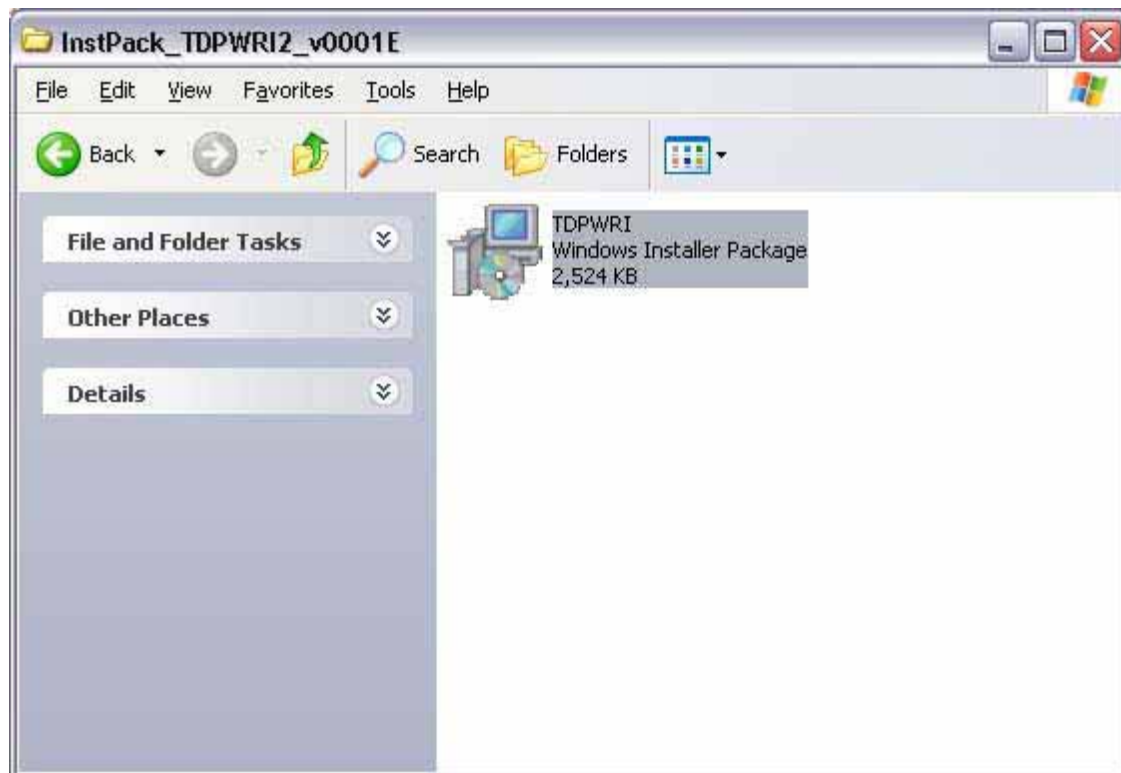 InstPack_TDPWRI2_v0001E
File Edit View Favorites Tools Help
Back Search Folders
File and Folder Tasks
Other Places
Details
TDPWRI
Windows Installer Package
2,524 KB